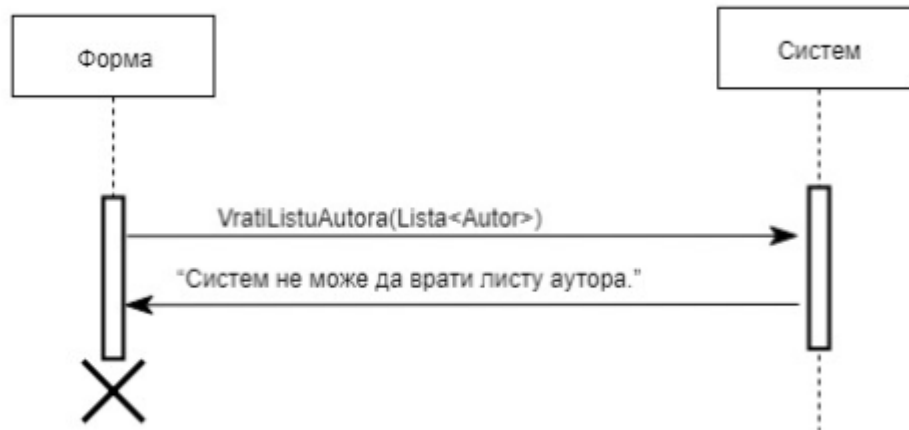 Форма
Систем
VratiListuAutora(Lista<Autor>)
“Систем не може да врати листу аутора.”